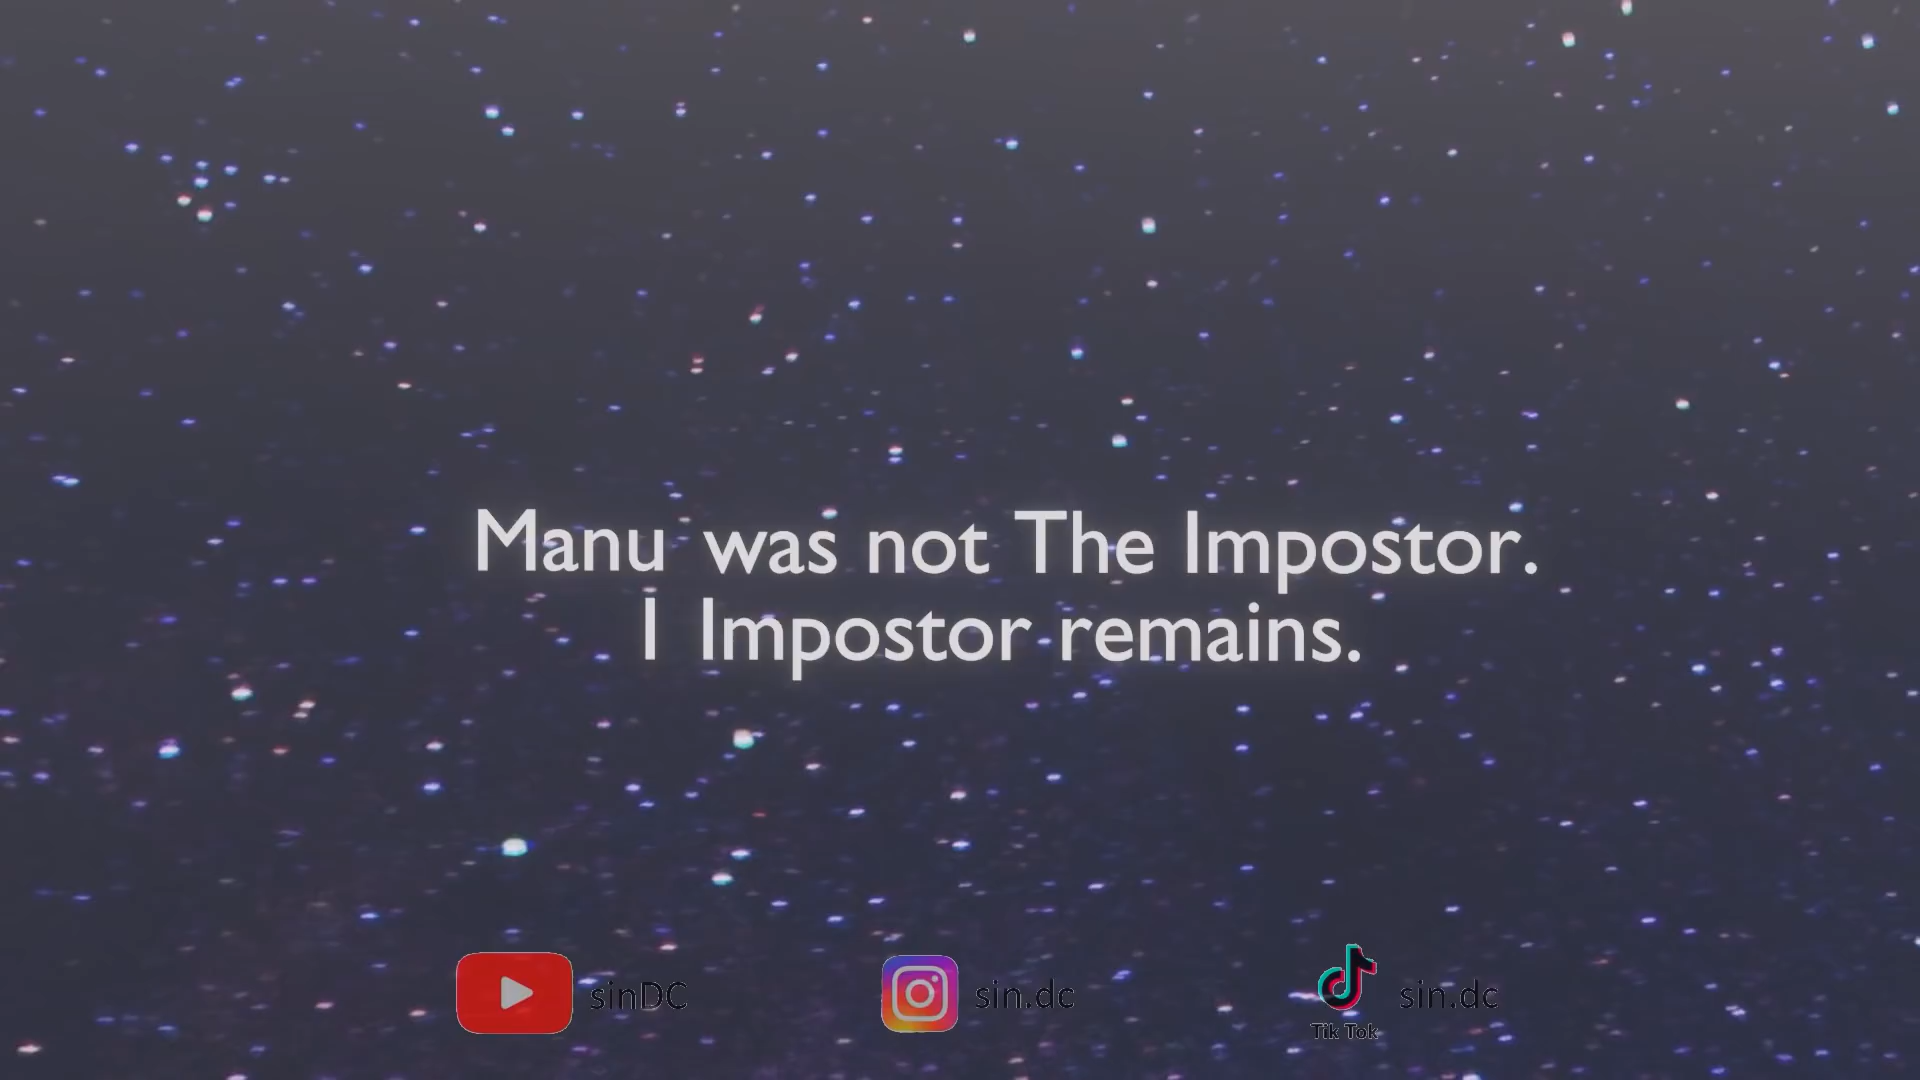 Manu was not The Impostor.
1 Impostor remains.
sinDC
sin.dc
sin.dc
Tik Tok